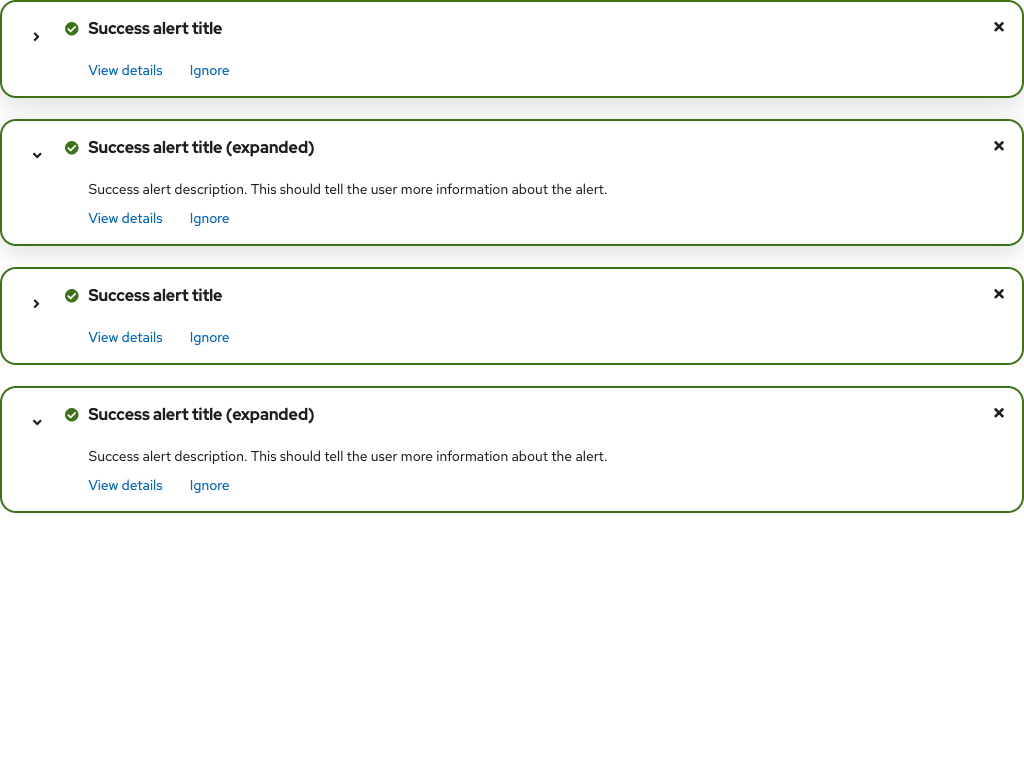 Success alert title
View details Ignore
Success alert title (expanded)
Success alert description. This should tell the user more information about the alert.
View details Ignore
Success alert title
View details Ignore
Success alert title (expanded)
Success alert description. This should tell the user more information about the alert.
View details Ignore